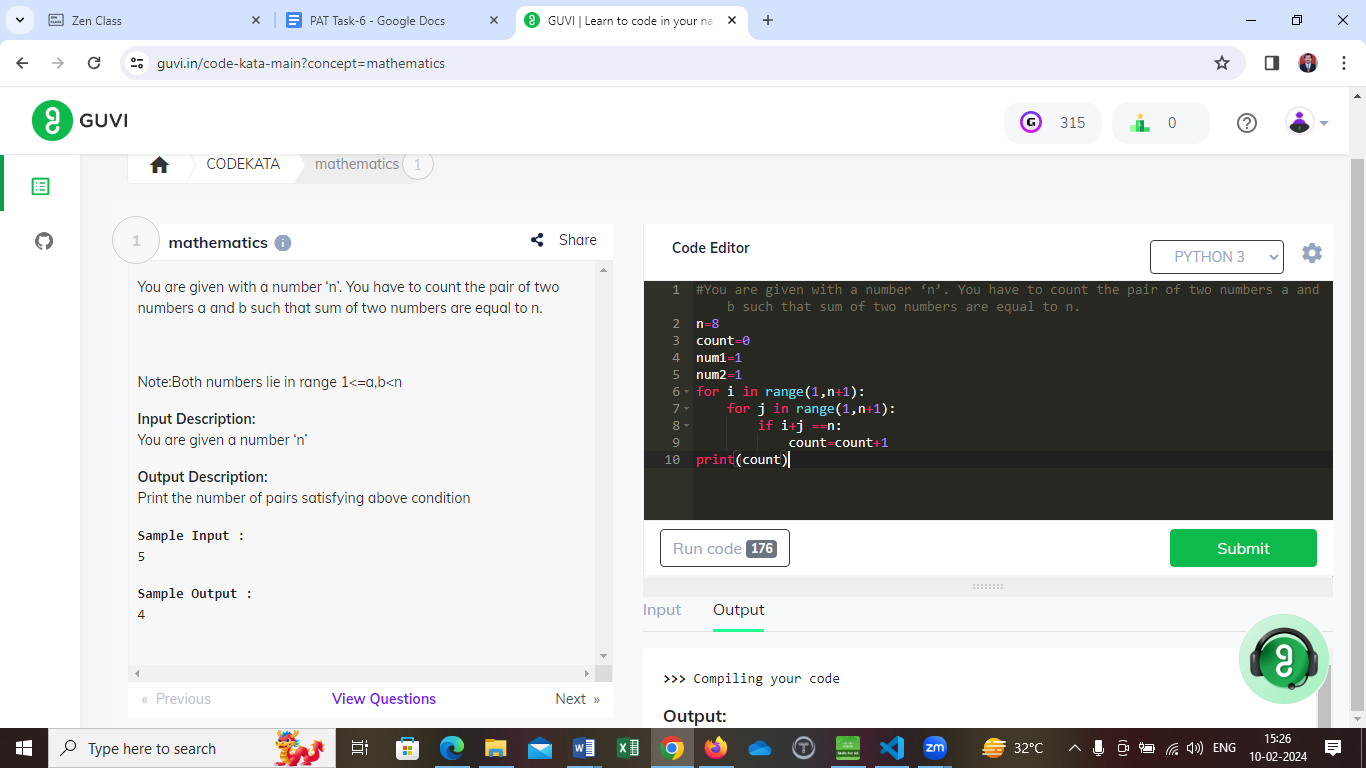 Zen Class
PAT Task-6 - Google Docs
GUVI | Learn to code in your na
guvi.in/code-kata-main?concept=mathematics
GUVI
315
0
CODEKATA
mathematics
1
1
mathematics
Share
You are given with a number ‘n’. You have to count the pair of two
numbers a and b such that sum of two numbers are equal to n.
Note:Both numbers lie in range 1<=a,b<n
Input Description:
You are given a number ‘n’
Output Description:
Print the number of pairs satisfying above condition
Sample Input :
5
Sample Output :
4
« Previous
View Questions
Next »
Code Editor
PYTHON 3
1 #You are given with a number ‘n’. You have to count the pair of two numbers a and
b such that sum of two numbers are equal to n.
2 n=8
3 count=0
4 num1=1
5 num2=1
6 for i in range(1,n+1):
7 for j in range(1,n+1):
8 if i+j ==n:
9 count=count+1
10 print(count)
Run code 176
Submit
Input
Output
>>> Compiling your code
Output:
Type here to search
32°C
ENG
15:26
10-02-2024